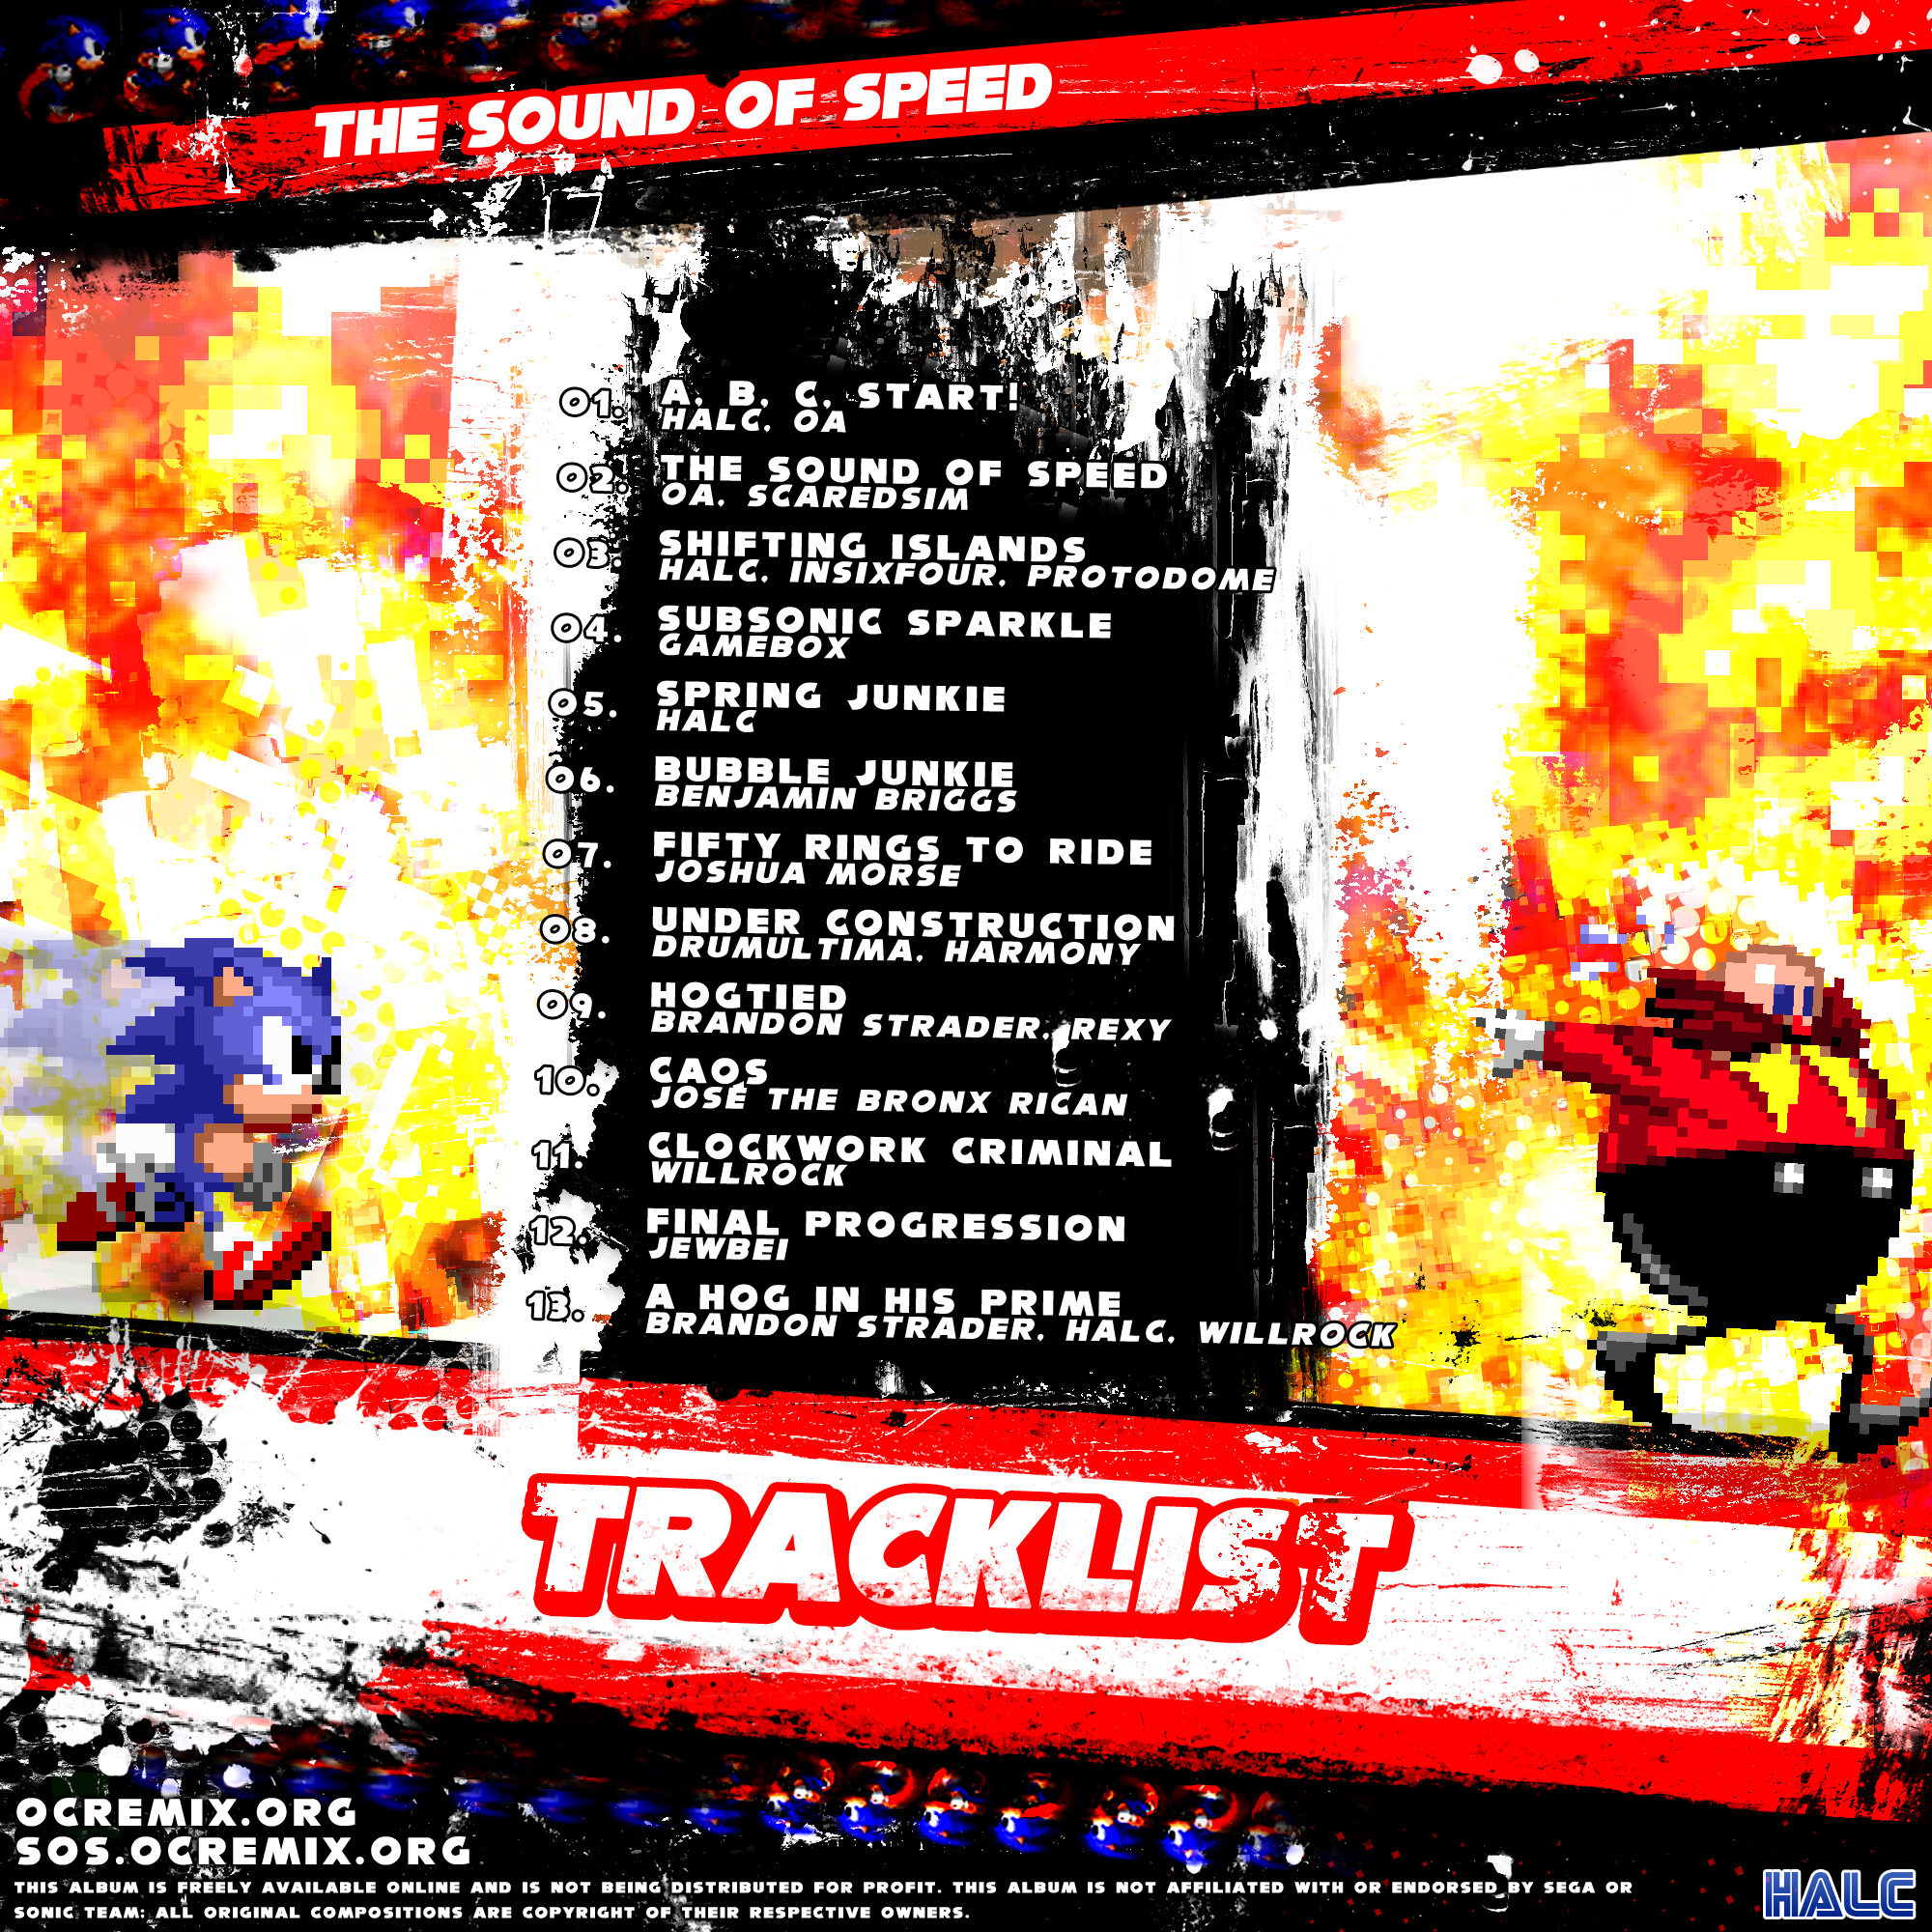 THE SOUND OF SPEED
01. A, B, C, START!
HALC, OA
02. THE SOUND OF SPEED
OA, SCAREDSIM
03. SHIFTING ISLANDS
HALC, INSIXFOUR, PROTODOME
04. SUBSONIC SPARKLE
GAMEBOX
05. SPRING JUNKIE
HALC
06. BUBBLE JUNKIE
BENJAMIN BRIGGS
07. FIFTY RINGS TO RIDE
JOSHUA MORSE
08. UNDER CONSTRUCTION
DRUMULTIMA, HARMONY
09. HOGTIED
BRANDON STRADER, REXY
10. CAOS
JOSE THE BRONX RICAN
11. CLOCKWORK CRIMINAL
WILLROCK
12. FINAL PROGRESSION
JEWBEI
13. A HOG IN HIS PRIME
BRANDON STRADER, HALC, WILLROCK
TRACKLIST
OCREMIX.ORG
SOS.OCREMIX.ORG
THIS ALBUM IS FREELY AVAILABLE ONLINE AND IS NOT BEING DISTRIBUTED FOR PROFIT. THIS ALBUM IS NOT AFFILIATED WITH OR ENDORSED BY SEGA OR
SONIC TEAM; ALL ORIGINAL COMPOSITIONS ARE COPYRIGHT OF THEIR RESPECTIVE OWNERS.
HALC